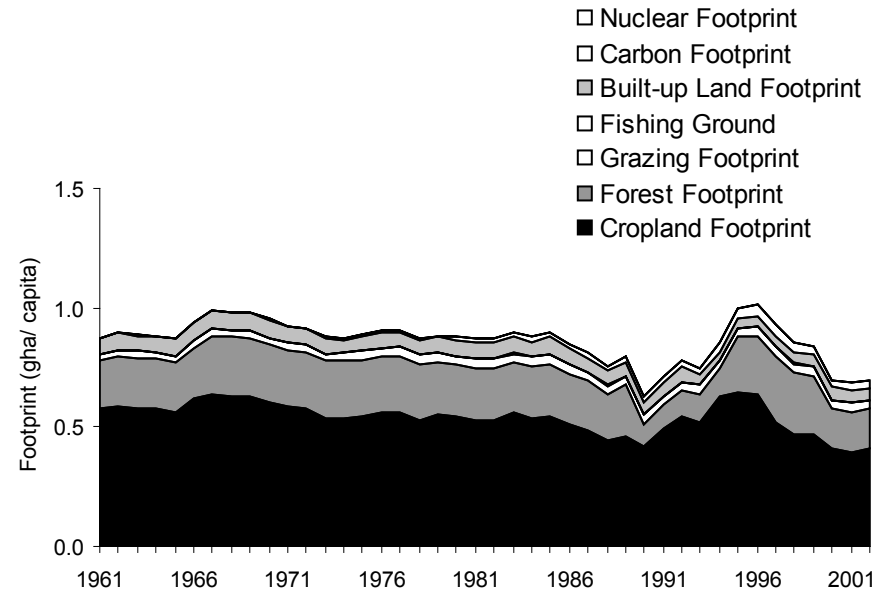 Nuclear Footprint
Carbon Footprint
Built-up Land Footprint
Fishing Ground
Grazing Footprint
Forest Footprint
Cropland Footprint
Footprint (gha/ capita)
1.5
1.0
0.5
0.0
1961 1966 1971 1976 1981 1986 1991 1996 2001